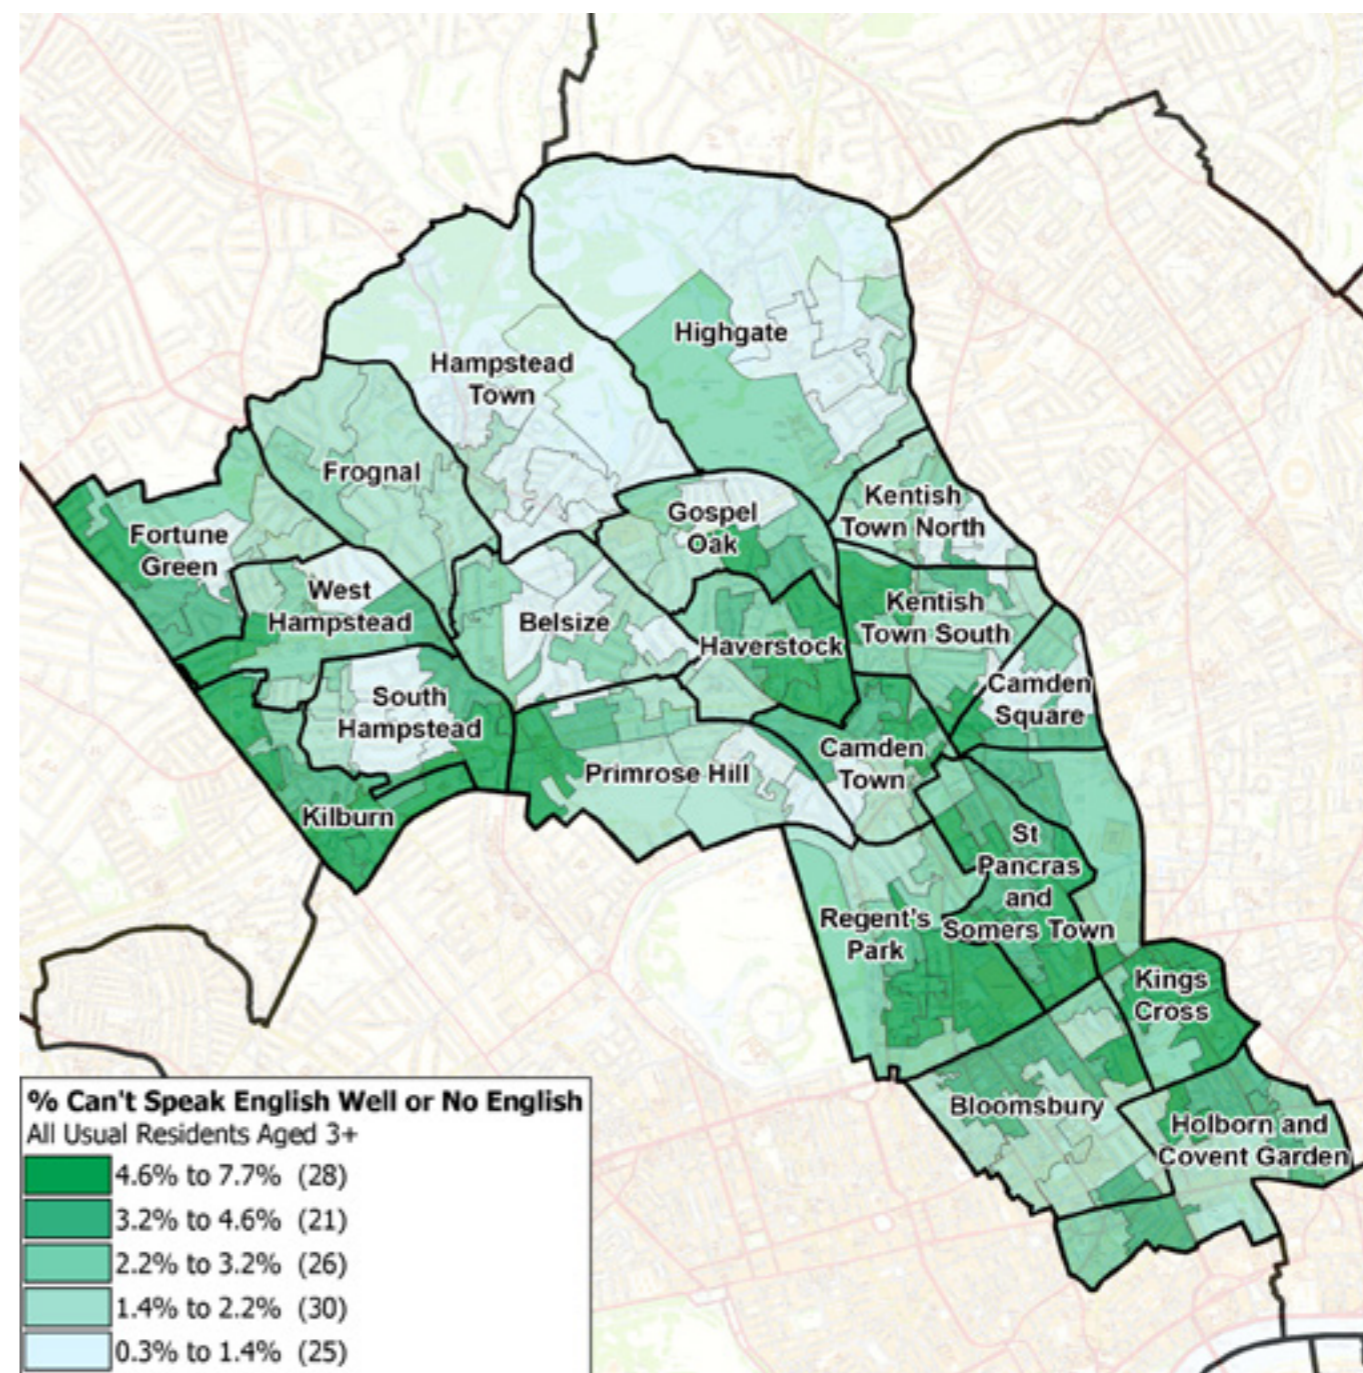 Highgate
Hampstead
Town
Frognal
Kentish
Town North
Gospel
Oak
Fortune
Green
West
Hampstead
Belsize
Kentish
Town South
Haverstock
Camden
Square
South
Hampstead
Camden
Town
Primrose Hill
Kilburn
St
Pancras
and
Somers Town
Regent's
Park
Kings
Cross
Bloomsbury
Holborn and
Covent Garden
% Can't Speak English Well or No English
All Usual Residents Aged 3+
4.6% to 7.7% (28)
3.2% to 4.6% (21)
2.2% to 3.2% (26)
1.4% to 2.2% (30)
0.3% to 1.4% (25)